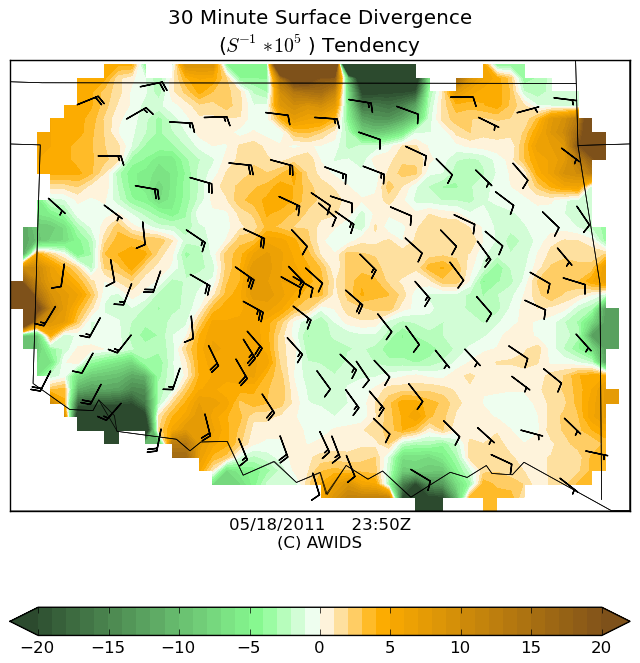 30 Minute Surface Divergence
(S⁻¹ * 10⁵ ) Tendency
05/18/2011 23:50Z
(C) AWIDS
−20 −15 −10 −5 0 5 10 15 20